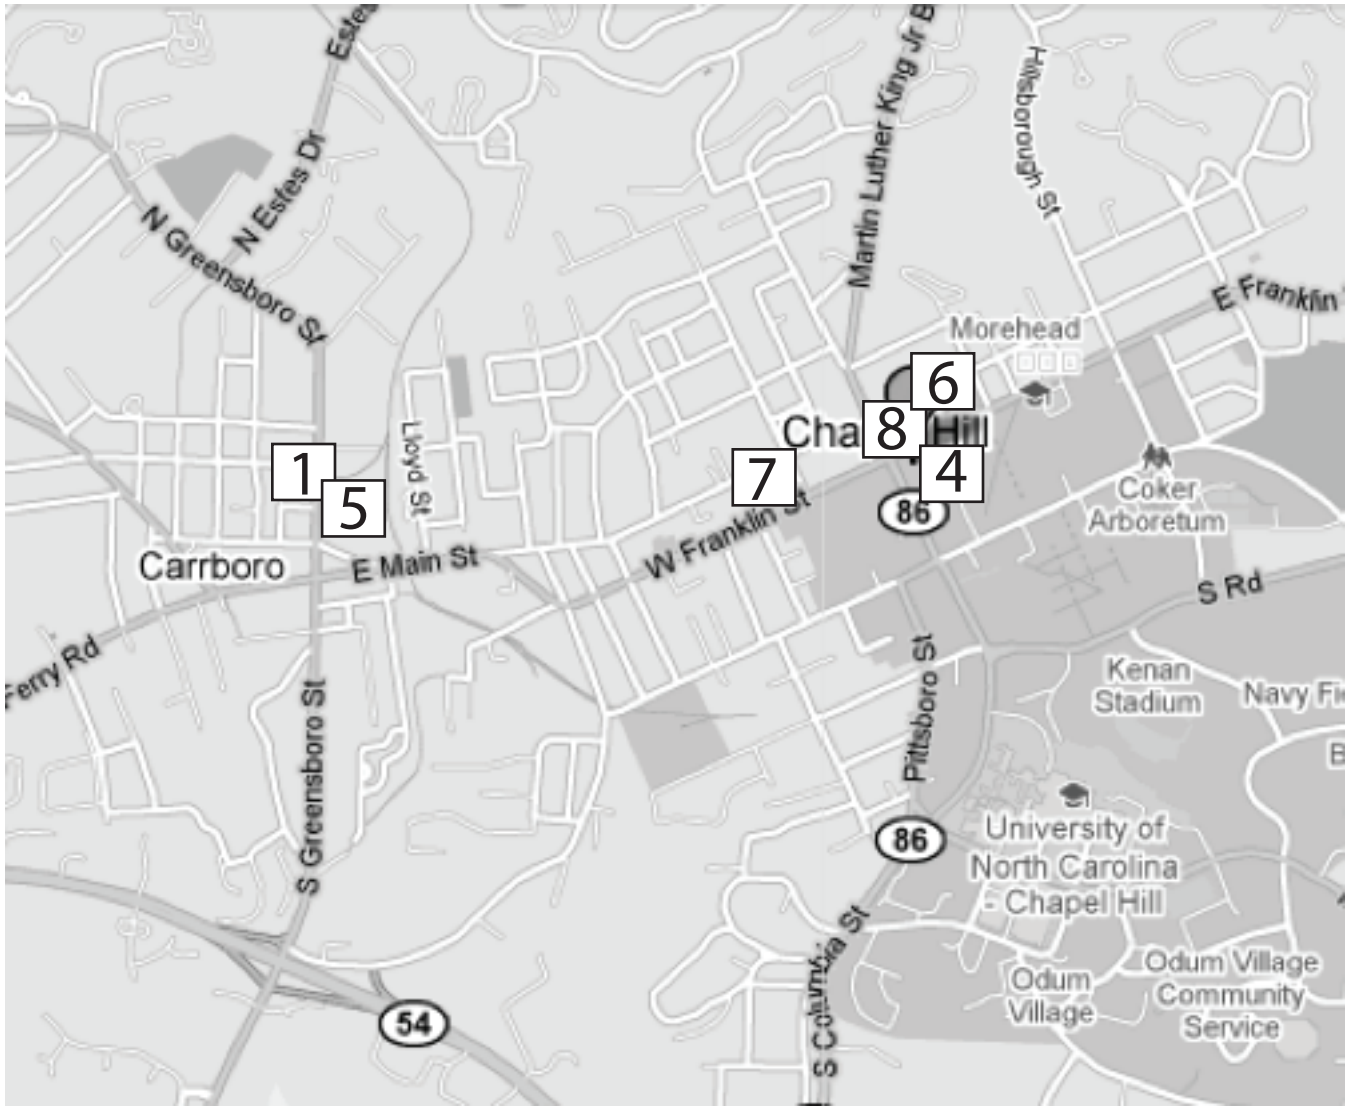 Estes
Martin Luther King Jr B
Hillsborough St
N Estes Dr
N Greensboro St
E Franklin
Morehead
6
Cha
8
Hill
Lloyd St
1
7
4
5
86
Coker
Arboretum
W Franklin St
Carrboro
E Main St
S Rd
Ferry Rd
Pittsboro St
Kenan
Stadium
Navy
S Greensboro St
B
86
University of
North Carolina
- Chapel Hill
S Columbia St
Odum
Village
Odum Village
Community
Service
54